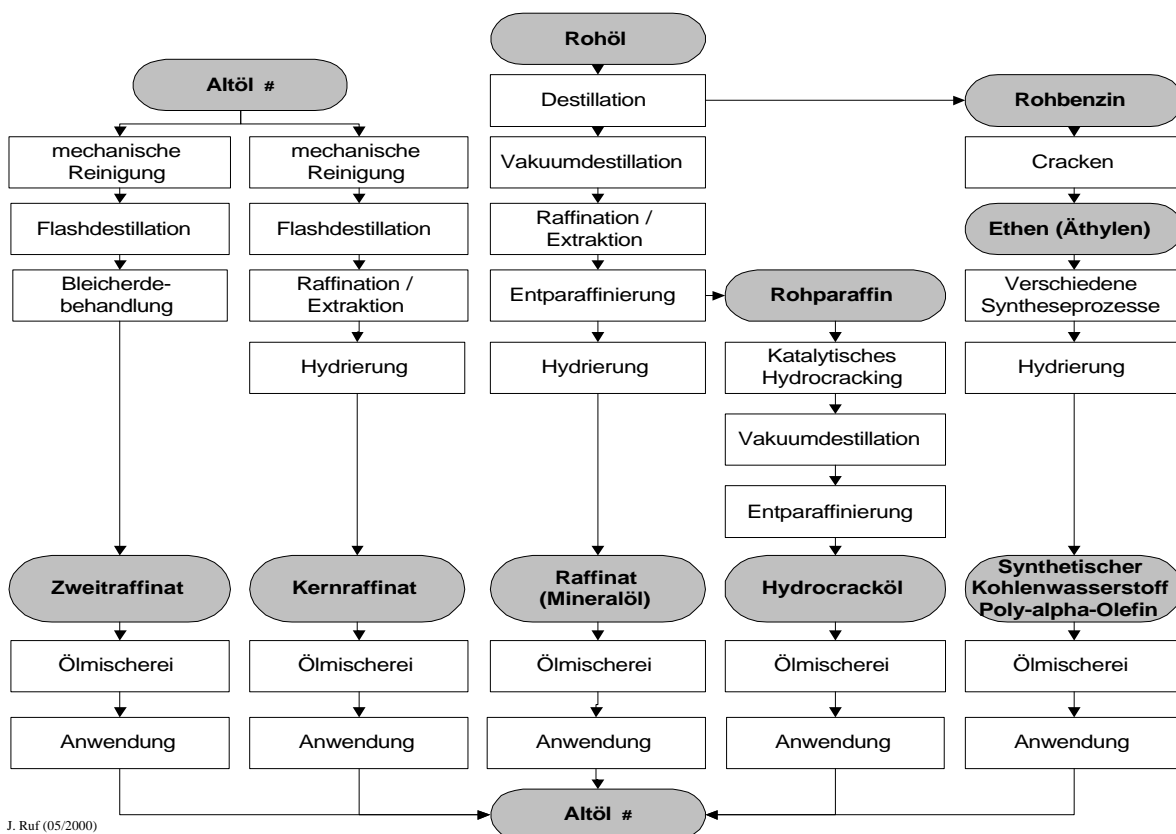 Rohöl
Altöl #
Destillation
Rohbenzin
mechanische
Reinigung
mechanische
Reinigung
Vakuumdestillation
Cracken
Flashdestillation
Flashdestillation
Raffination /
Extraktion
Ethen (Äthylen)
Bleicherde-
behandlung
Raffination /
Extraktion
Entparaffinierung
Rohparaffin
Verschiedene
Syntheseprozesse
Hydrierung
Hydrierung
Katalytisches
Hydrocracking
Hydrierung
Vakuumdestillation
Entparaffinierung
Zweitraffinat
Kernraffinat
Raffinat
(Mineralöl)
Hydrocracköl
Synthetischer
Kohlenwasserstoff
Poly-alpha-Olefin
Ölmischerei
Ölmischerei
Ölmischerei
Ölmischerei
Ölmischerei
Anwendung
Anwendung
Anwendung
Anwendung
Anwendung
Altöl #
J. Ruf (05/2000)